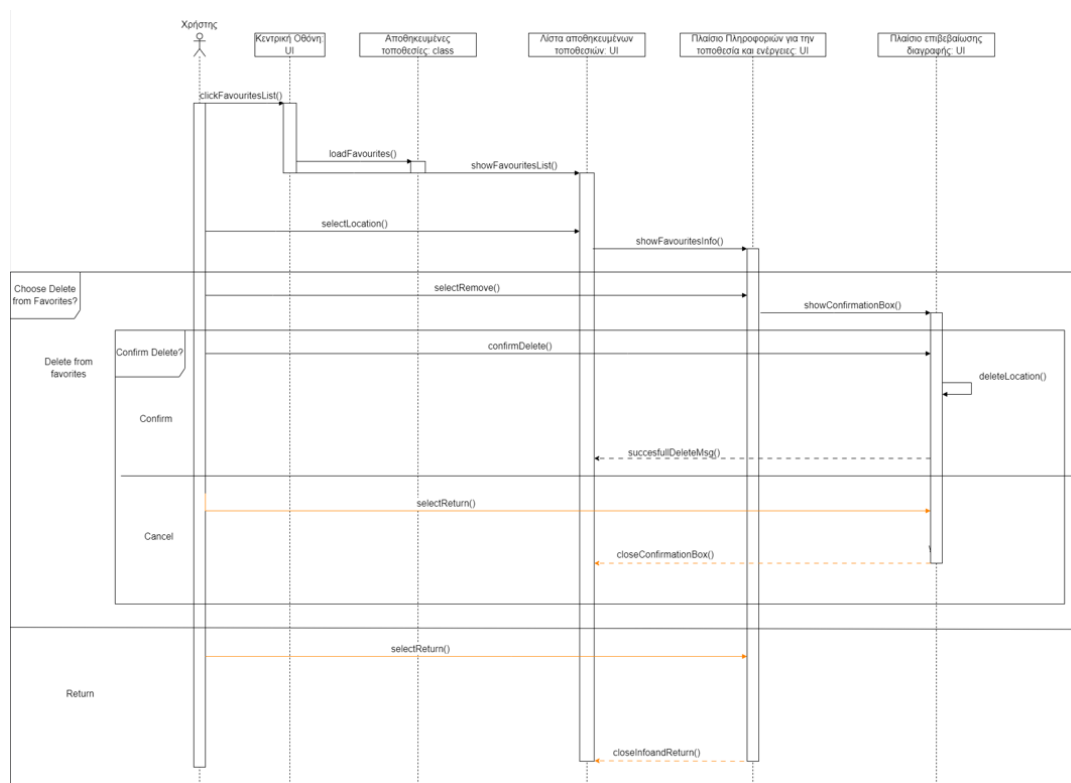 Χρήστης
Κεντρική Οθόνη:
UI
Αποθηκευμένες
τοποθεσίες: class
Λίστα αποθηκευμένων
τοποθεσιών: UI
Πλαίσιο Πληροφοριών για την
τοποθεσία και ενέργειες: UI
Πλαίσιο επιβεβαίωσης
διαγραφής: UI
clickFavouritesList()
loadFavourites()
showFavouritesList()
selectLocation()
showFavouritesInfo()
Choose Delete
from Favorites?
selectRemove()
showConfirmationBox()
Confirm Delete?
confirmDelete()
Delete from
favorites
deleteLocation()
Confirm
succesfullDeleteMsg()
selectReturn()
Cancel
closeConfirmationBox()
selectReturn()
Return
closeInfoandReturn()